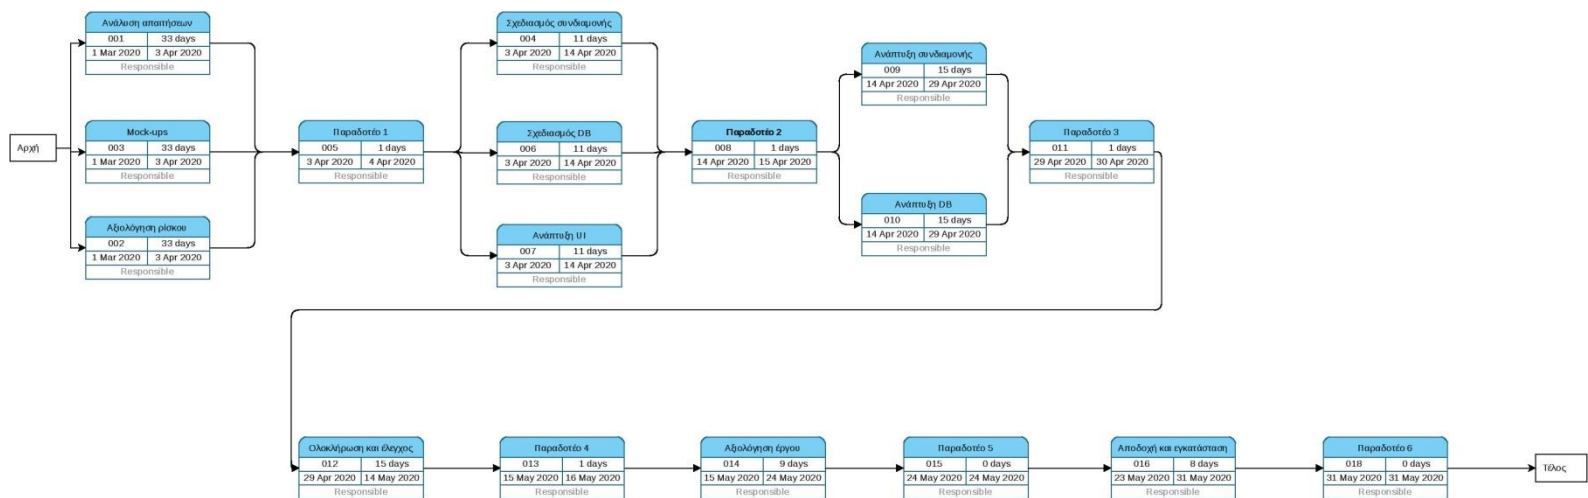 Αρχή
Ανάλυση απαιτήσεων
001 33 days
1 Mar 2020 3 Apr 2020
Responsible
Mock-ups
003 33 days
1 Mar 2020 3 Apr 2020
Responsible
Αξιολόγηση ρίσκου
002 33 days
1 Mar 2020 3 Apr 2020
Responsible
Παραδοτέο 1
005 1 days
3 Apr 2020 4 Apr 2020
Responsible
Σχεδιασμός συνδιαμονής
004 11 days
3 Apr 2020 14 Apr 2020
Responsible
Σχεδιασμός DB
006 11 days
3 Apr 2020 14 Apr 2020
Responsible
Ανάπτυξη UI
007 11 days
3 Apr 2020 14 Apr 2020
Responsible
Παραδοτέο 2
008 1 days
14 Apr 2020 15 Apr 2020
Responsible
Ανάπτυξη συνδιαμονής
009 15 days
14 Apr 2020 29 Apr 2020
Responsible
Ανάπτυξη DB
010 15 days
14 Apr 2020 29 Apr 2020
Responsible
Παραδοτέο 3
011 1 days
29 Apr 2020 30 Apr 2020
Responsible
Ολοκλήρωση και έλεγχος
012 15 days
29 Apr 2020 14 May 2020
Responsible
Παραδοτέο 4
013 1 days
15 May 2020 16 May 2020
Responsible
Αξιολόγηση έργου
014 9 days
15 May 2020 24 May 2020
Responsible
Παραδοτέο 5
015 0 days
24 May 2020 24 May 2020
Responsible
Αποδοχή και εγκατάσταση
016 8 days
23 May 2020 31 May 2020
Responsible
Παραδοτέο 6
018 0 days
31 May 2020 31 May 2020
Responsible
Τέλος